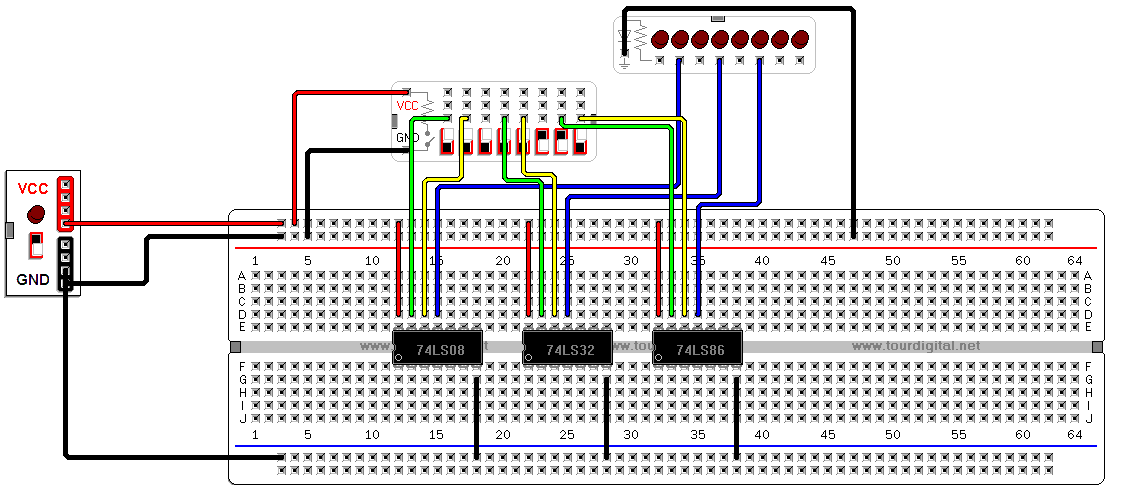 VCC
GND
VCC
GND
1 5 10 15 20 25 30 35 40 45 50 55 60 64
A A
B B
C C
D D
E E
74LS08 74LS32 74LS86
www. t www.tourdigital.net
F F
G G
H H
I I
J J
1 5 10 15 20 25 30 35 40 45 50 55 60 64